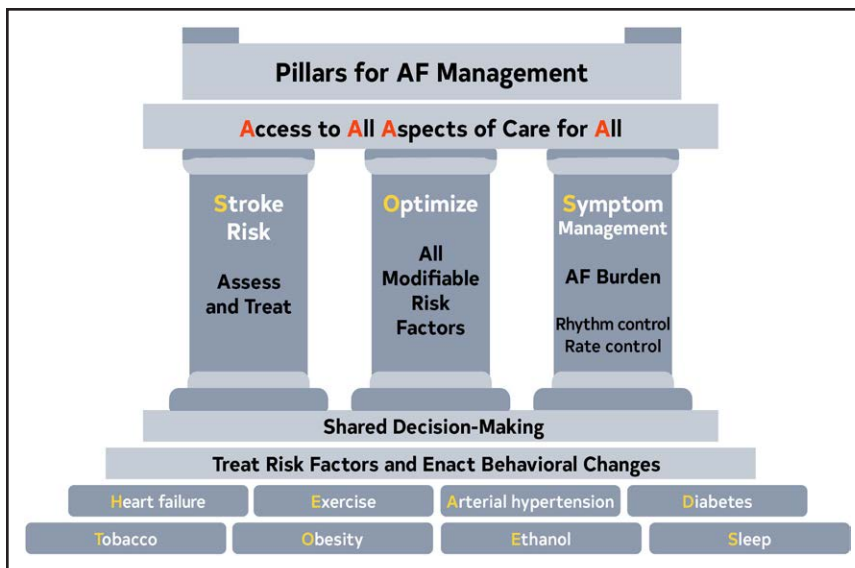 Pillars for AF Management
Access to All Aspects of Care for All
Stroke
Risk
Assess
and Treat
Optimize
All
Modifiable
Risk
Factors
Symptom
Management
AF Burden
Rhythm control
Rate control
Shared Decision-Making
Treat Risk Factors and Enact Behavioral Changes
Heart failure
Exercise
Arterial hypertension
Diabetes
Tobacco
Obesity
Ethanol
Sleep